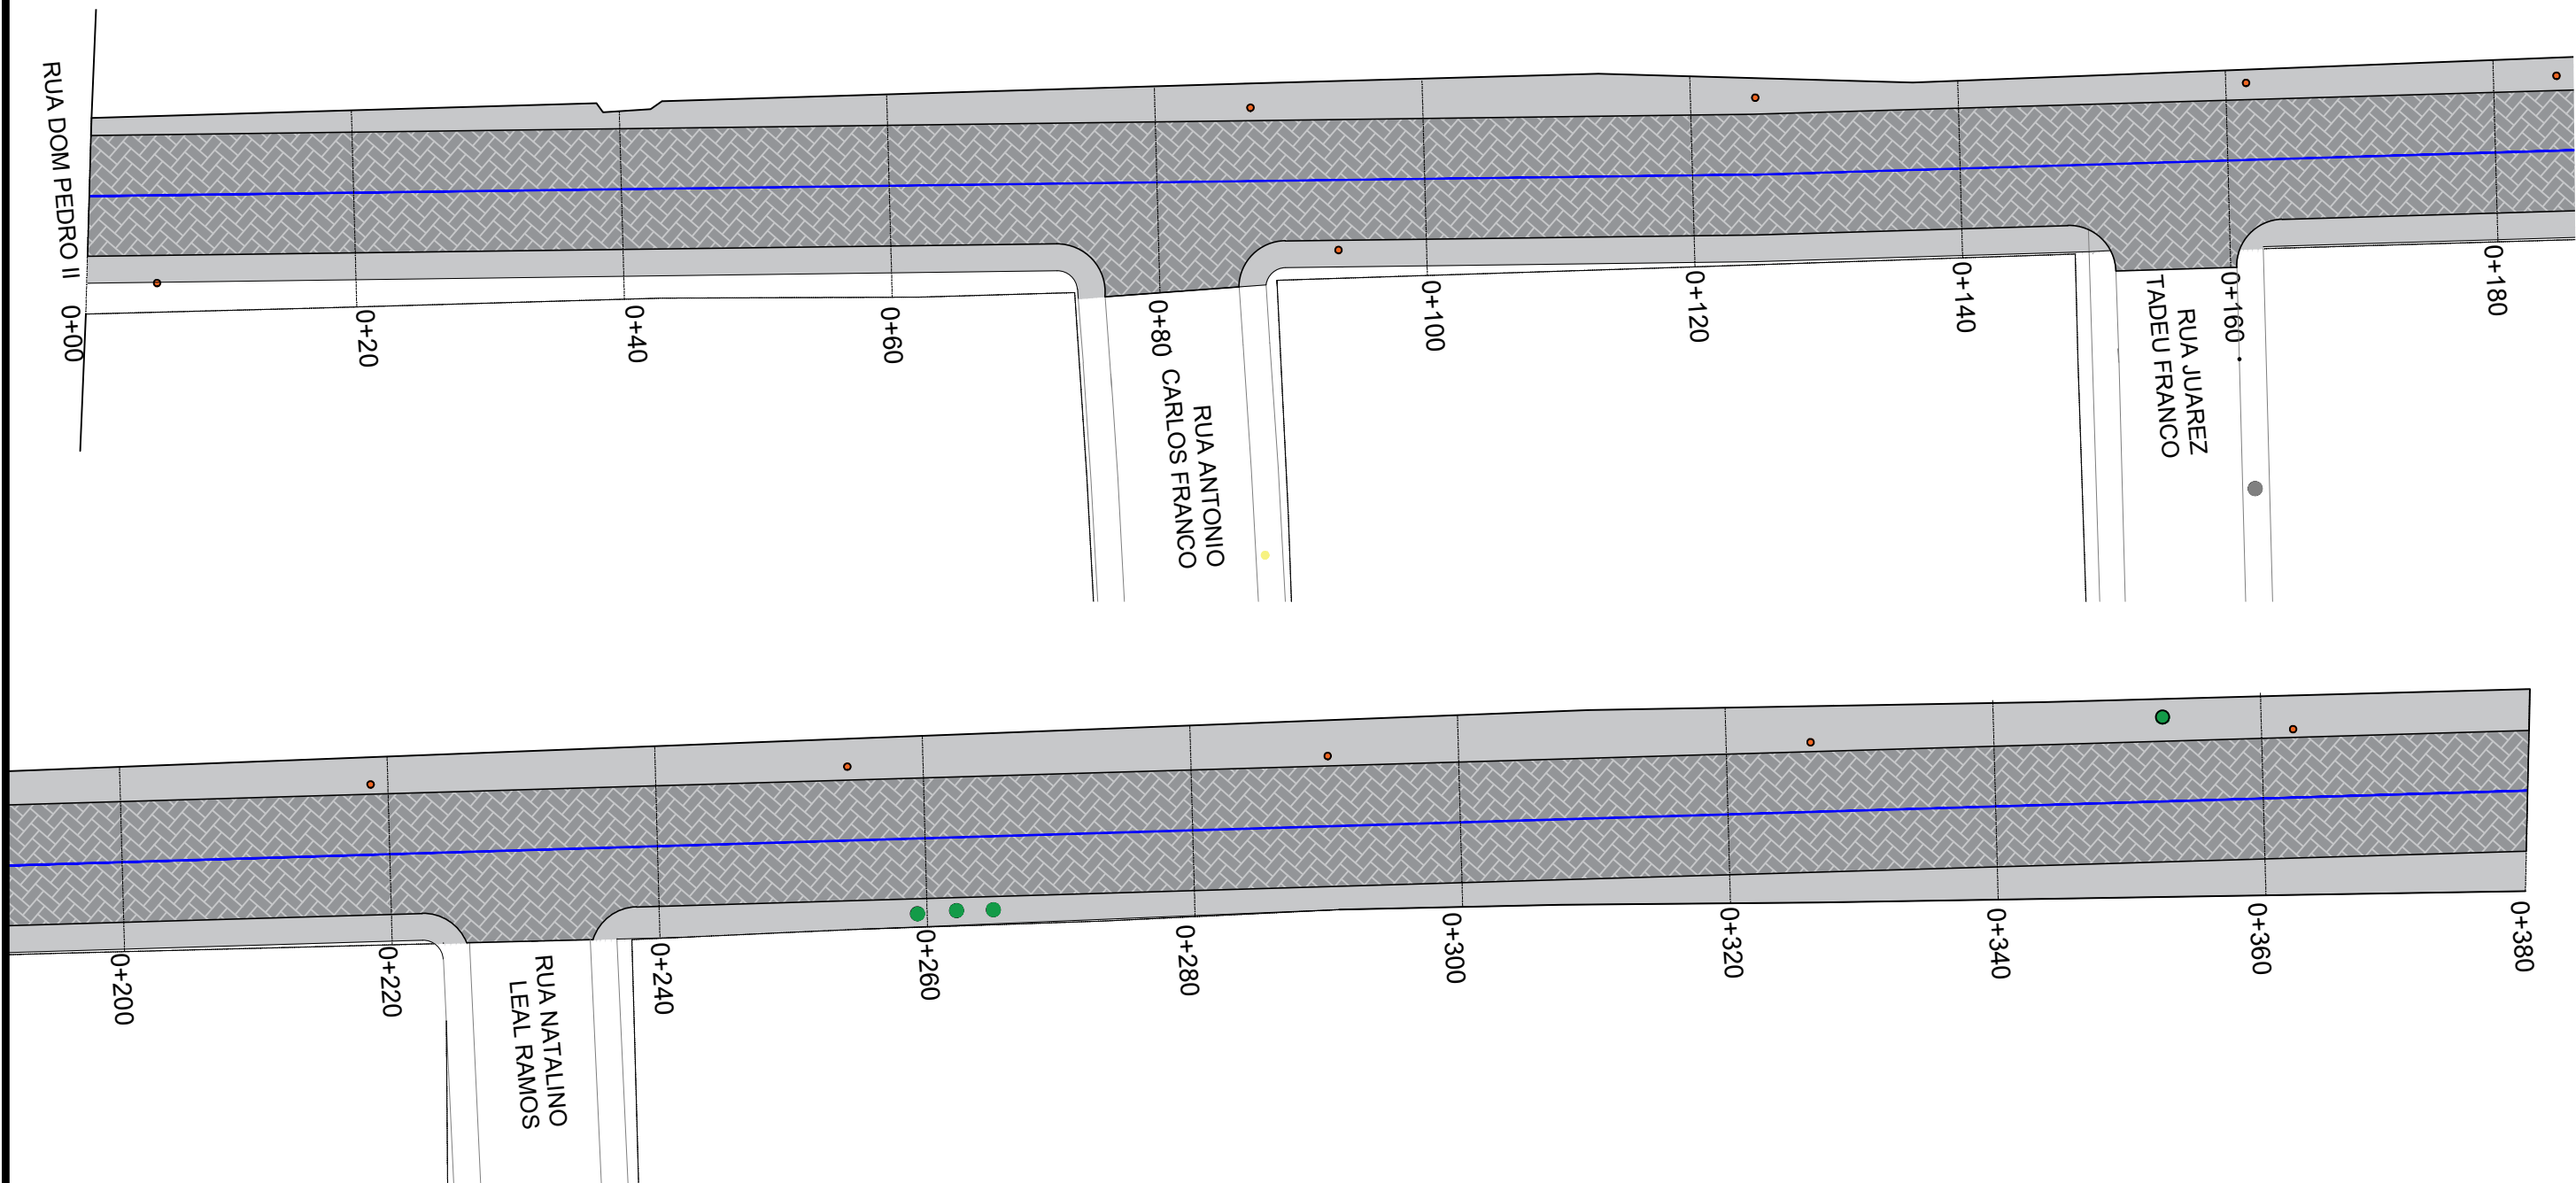 RUA DOM PEDRO II
0+00
0+20
0+40
0+60
0+80
RUA ANTONIO
CARLOS FRANCO
0+100
0+120
0+140
RUA JUAREZ
TADEU FRANCO
0+160
0+180
0+200
0+220
RUA NATALINO
LEAL RAMOS
0+240
0+260
0+280
0+300
0+320
0+340
0+360
0+380